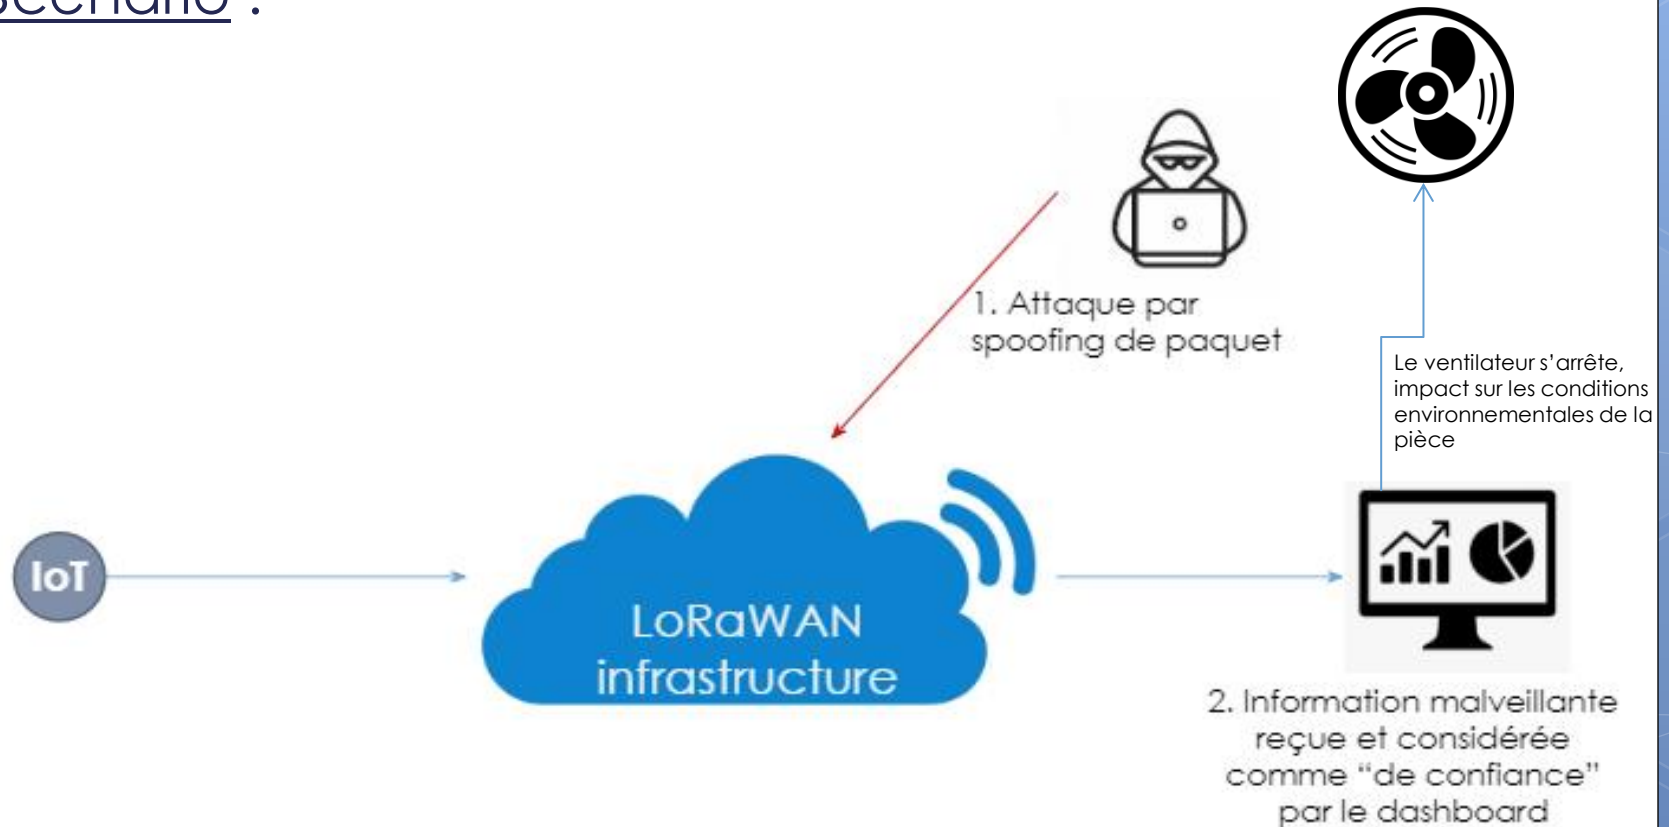 scénario :
1. Attaque par
spoofing de paquet
Le ventilateur s’arrête,
impact sur les conditions
environnementales de la
pièce
IoT
LoRaWAN
infrastructure
2. Information malveillante
reçue et considérée
comme “de confiance”
par le dashboard